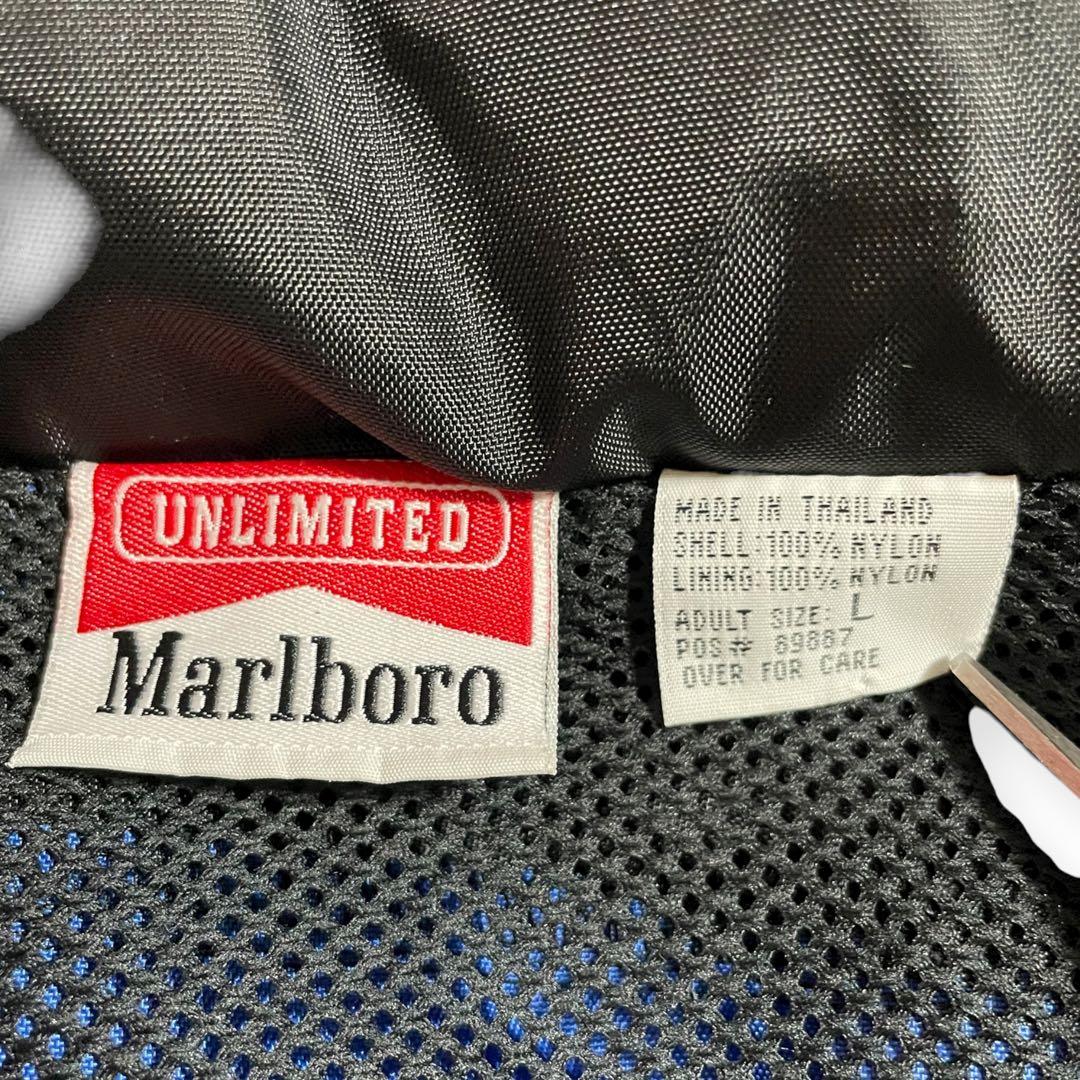 UNLIMITED
Marlboro
MADE IN THAILAND
SHELL:100% NYLON
LINING:100% NYLON
ADULT SIZE: L
POS# 89887
OVER FOR CARE